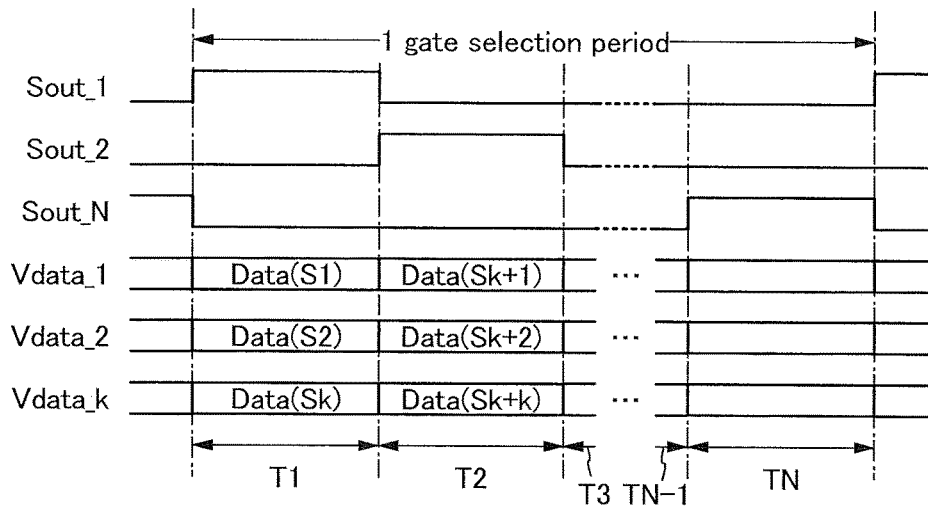 1 gate selection period
Sout_1
Sout_2
Sout_N
Vdata_1 Data(S1) Data(Sk+1) ...
Vdata_2 Data(S2) Data(Sk+2) ...
Vdata_k Data(Sk) Data(Sk+k) ...
T1 T2 T3 TN-1 TN